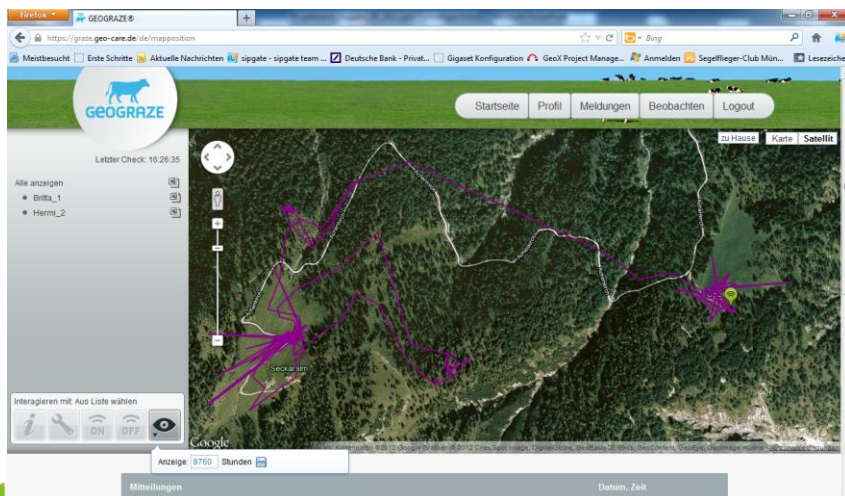 Firefox
GEOGRAZE®
https://graze.geo-care.de/de/mapposition
Bing
Meistbesucht Erste Schritte Aktuelle Nachrichten sipgate - sipgate team ... Deutsche Bank - Privat... Gigaset Konfiguration GeoX Project Manage... Anmelden Segelflieger-Club Mün... Lesezeiche
GEOGRAZE
Startseite Profil Meldungen Beobachten Logout
Letzter Check: 16:26:35
zu Hause Karte Satellit
Alle anzeigen
Britta_1
Hermi_2
Seckaralm
Interagieren mit: Aus Liste wählen
ON OFF
Google
Anzeige: 8760 Stunden
Mitteilungen Datum, Zeit